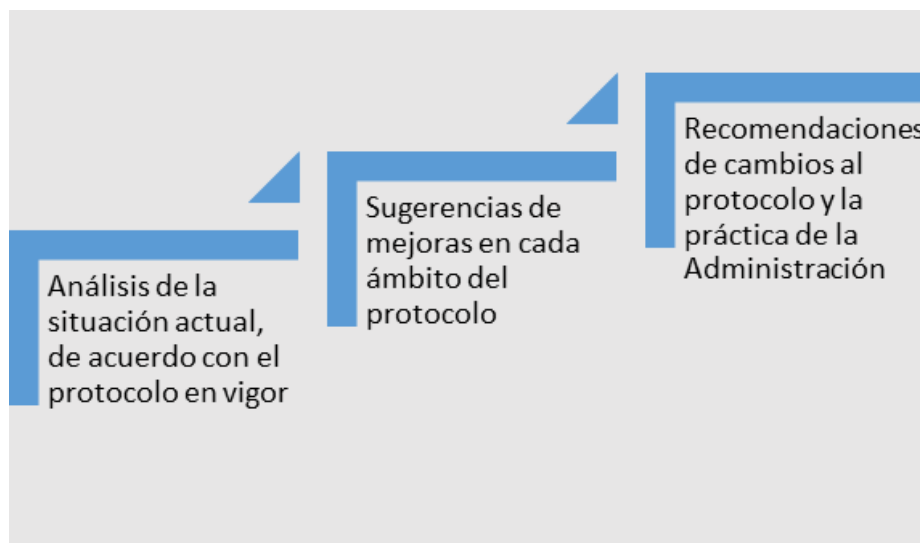 Análisis de la
situación actual,
de acuerdo con el
protocolo en vigor
Sugerencias de
mejoras en cada
ámbito del
protocolo
Recomendaciones
de cambios al
protocolo y la
práctica de la
Administración